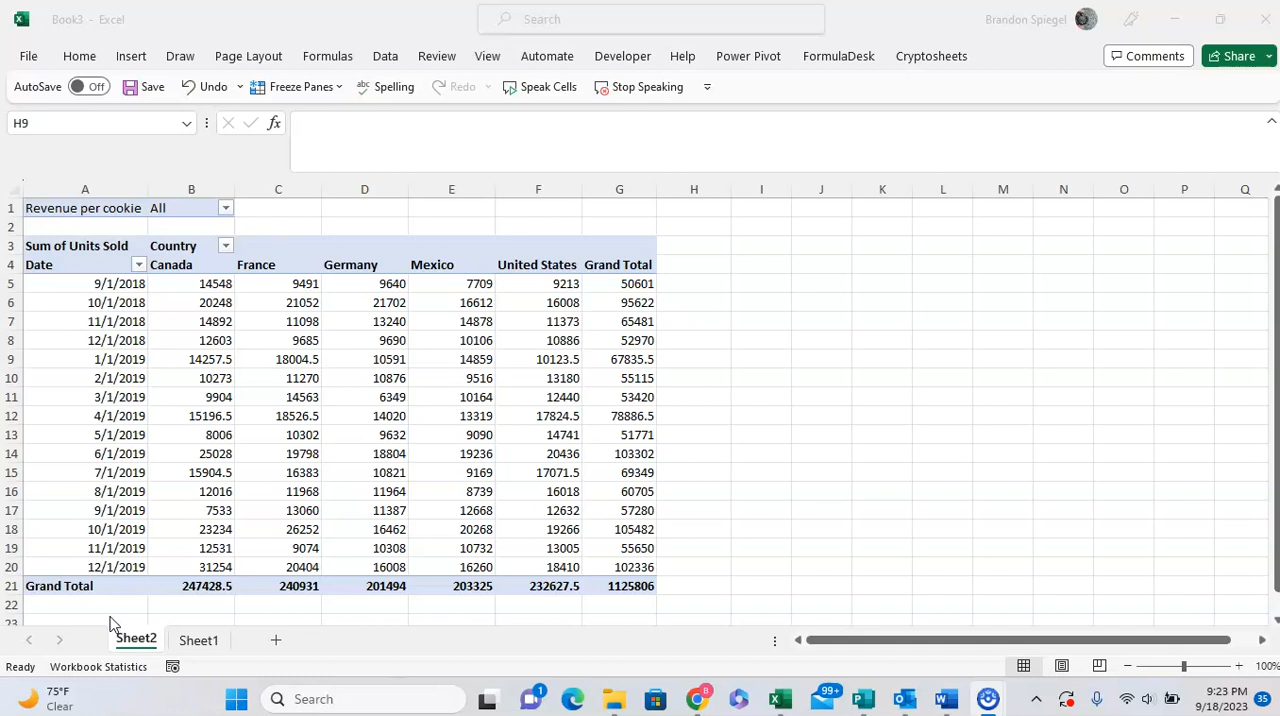 Book3 - Excel
Search
Brandon Spiegel
File Home Insert Draw Page Layout Formulas Data Review View Automate Developer Help Power Pivot FormulaDesk Cryptosheets
Comments Share
AutoSave Off Save Undo Freeze Panes abc Spelling Redo Speak Cells Stop Speaking
H9 fx
A B C D E F G H I J K L M N O P Q
1 Revenue per cookie All
2
3 Sum of Units Sold Country
4 Date Canada France Germany Mexico United States Grand Total
5 9/1/2018 14548 9491 9640 7709 9213 50601
6 10/1/2018 20248 21052 21702 16612 16008 95622
7 11/1/2018 14892 11098 13240 14878 11373 65481
8 12/1/2018 12603 9685 9690 10106 10886 52970
9 1/1/2019 14257.5 18004.5 10591 14859 10123.5 67835.5
10 2/1/2019 10273 11270 10876 9516 13180 55115
11 3/1/2019 9904 14563 6349 10164 12440 53420
12 4/1/2019 15196.5 18526.5 14020 13319 17824.5 78886.5
13 5/1/2019 8006 10302 9632 9090 14741 51771
14 6/1/2019 25028 19798 18804 19236 20436 103302
15 7/1/2019 15904.5 16383 10821 9169 17071.5 69349
16 8/1/2019 12016 11968 11964 8739 16018 60705
17 9/1/2019 7533 13060 11387 12668 12632 57280
18 10/1/2019 23234 26252 16462 20268 19266 105482
19 11/1/2019 12531 9074 10308 10732 13005 55650
20 12/1/2019 31254 20404 16008 16260 18410 102336
21 Grand Total 247428.5 240931 201494 203325 232627.5 1125806
22
23
Sheet2 Sheet1
Ready Workbook Statistics 100%
75°F
Clear
Search
1
8
99+
9:23 PM
9/18/2023
35